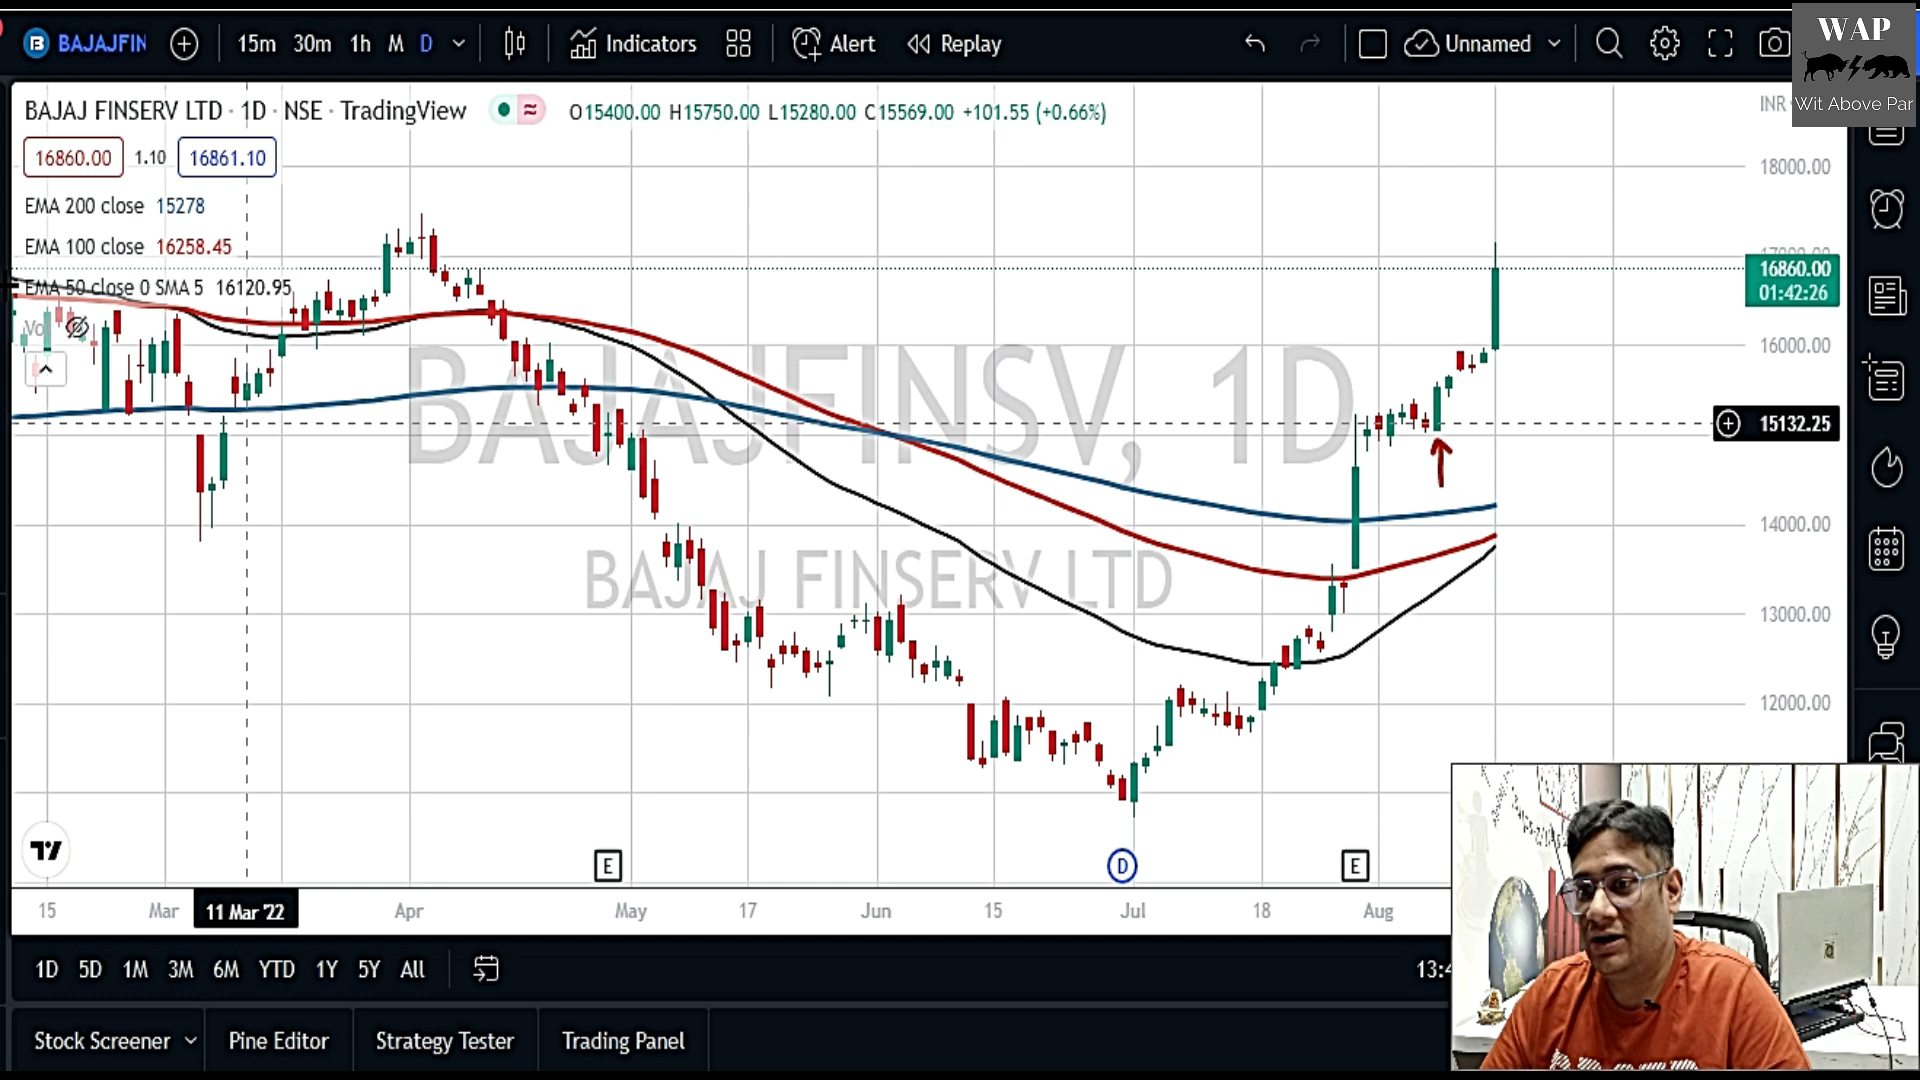 BAJAJFIN 15m 30m 1h M D Indicators Alert Replay Unnamed
WAP
Wit Above Par
BAJAJ FINSERV LTD · 1D · NSE · TradingView O15400.00 H15750.00 L15280.00 C15569.00 +101.55 (+0.66%)
INR
16860.00 1.10 16861.10
EMA 200 close 15278
EMA 100 close 16258.45
EMA 50 close 0 SMA 5 16120.95
18000.00
17000.00
16860.00
01:42:26
16000.00
15132.25
14000.00
13000.00
12000.00
BAJAJFINSV, 1D
BAJAJ FINSERV LTD
E D E
15 Mar 11 Mar '22 Apr May 17 Jun 15 Jul 18 Aug
1D 5D 1M 3M 6M YTD 1Y 5Y All 13:4
Stock Screener Pine Editor Strategy Tester Trading Panel